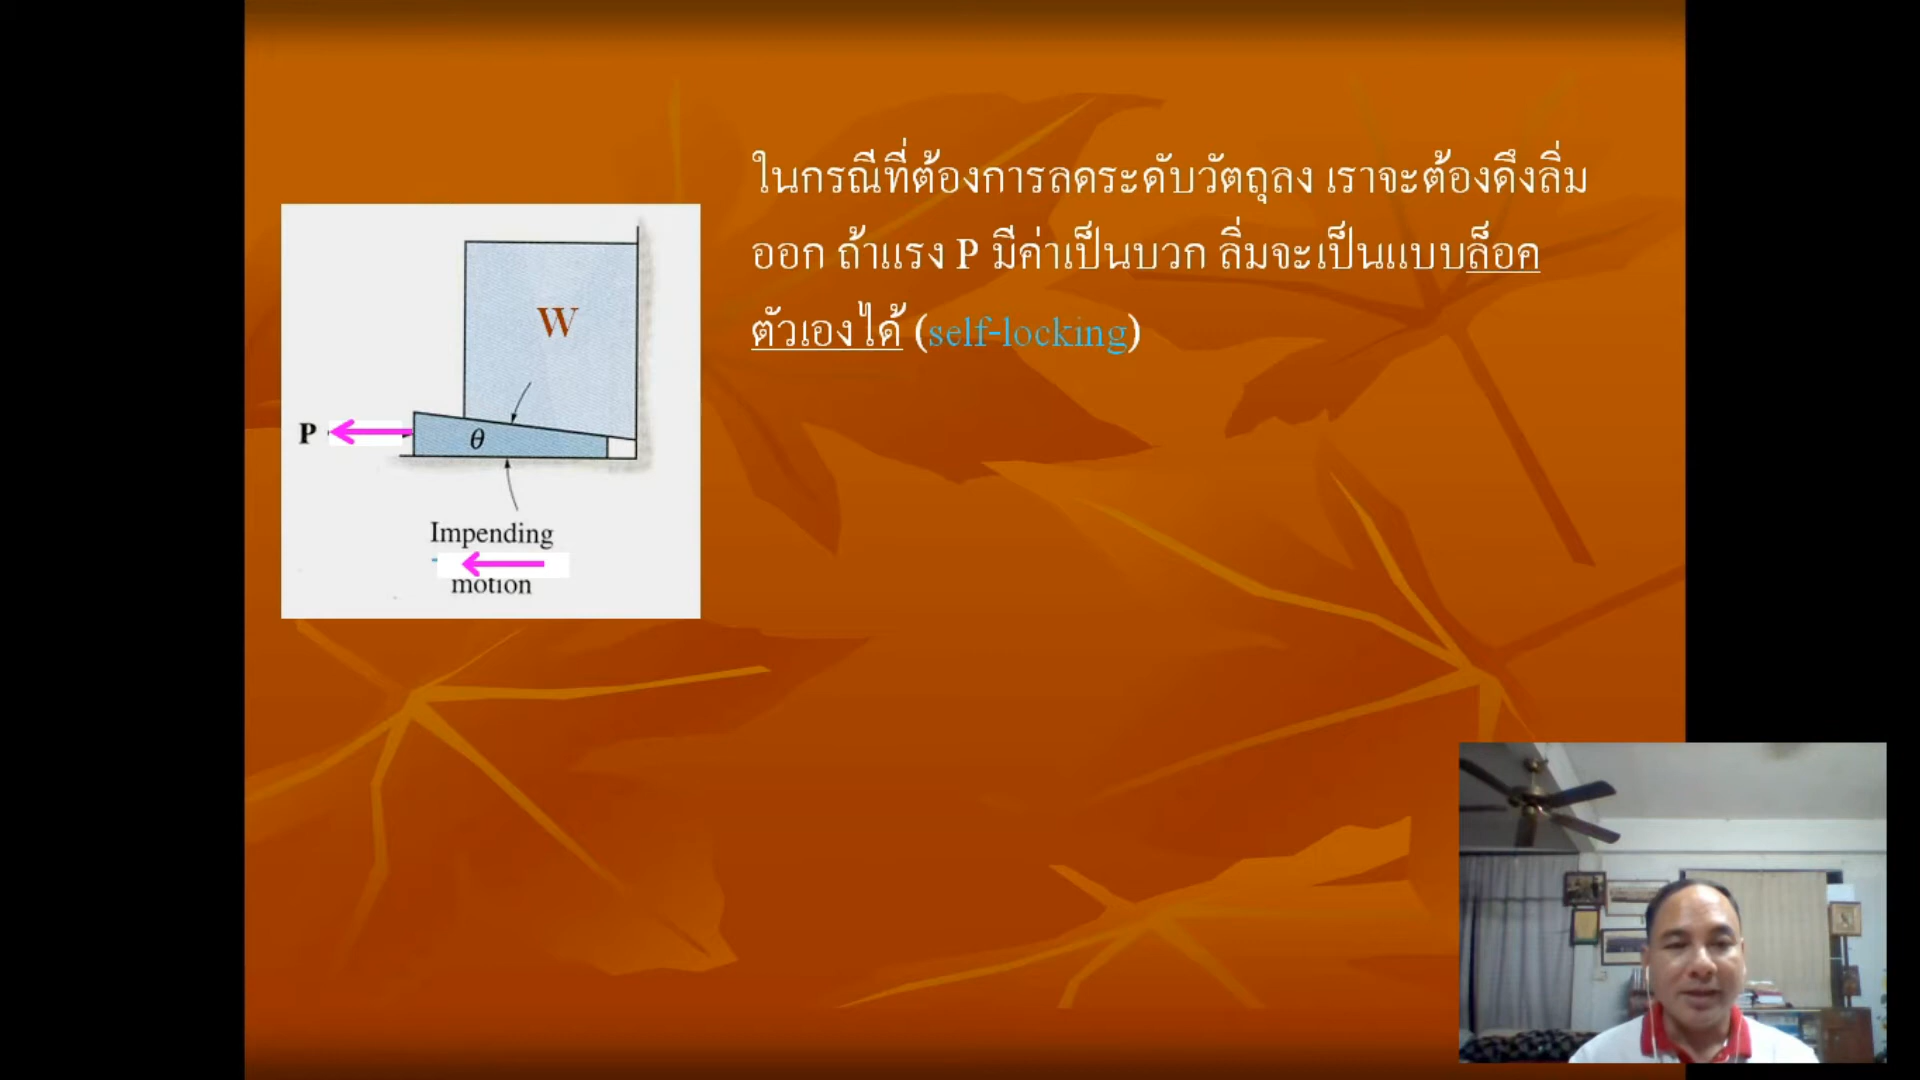 ในกรณีที่ต้องการลดระดับวัตถุลง เราจะต้องดึงลิ่ม
ออก ถ้าแรง P มีค่าเป็นบวก ลิ่มจะเป็นแบบล็อค
ตัวเองได้ (self-locking)
W
P
θ
Impending
motion